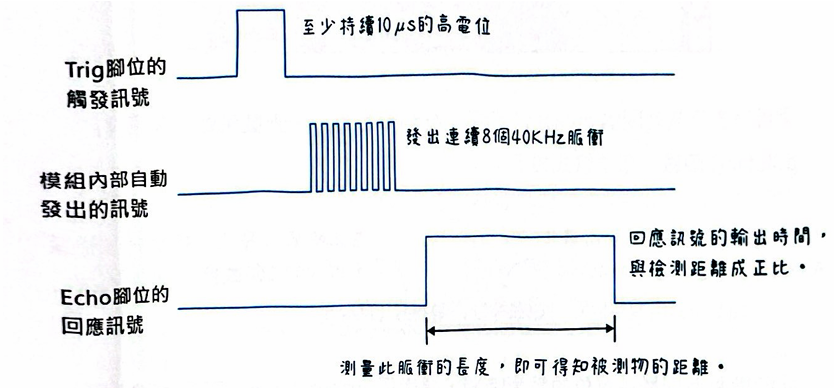 至少持續10μs的高電位
Trig腳位的
觸發訊號
發出連續8個40KHz脈衝
模組內部自動
發出的訊號
回應訊號的輸出時間，
與檢測距離成正比。
Echo腳位的
回應訊號
測量此脈衝的長度，即可得知被測物的距離。